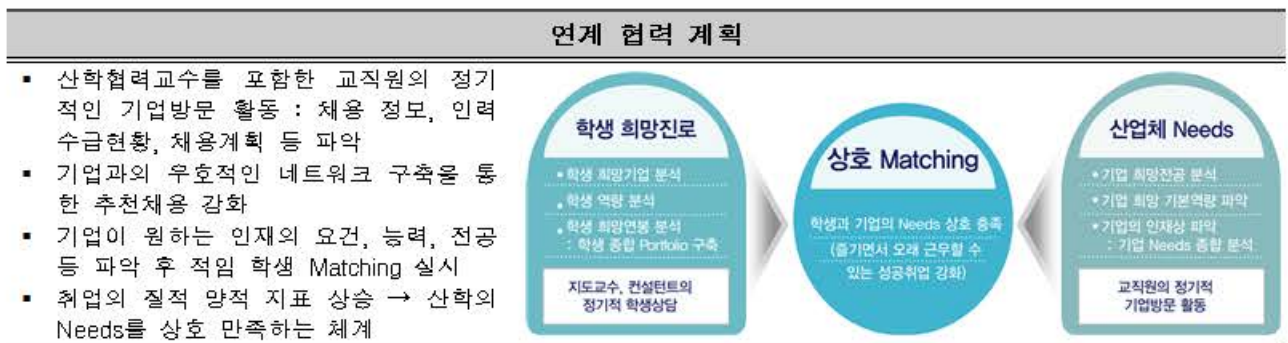 연계 협력 계획
▪ 산학협력교수를 포함한 교직원의 정기
적인 기업방문 활동 : 채용 정보, 인력
수급현황, 채용계획 등 파악
▪ 기업과의 우호적인 네트워크 구축을 통
한 추천채용 강화
▪ 기업이 원하는 인재의 요건, 능력, 전공
등 파악 후 적임 학생 Matching 실시
▪ 취업의 질적 양적 지표 상승 → 산학의
Needs를 상호 만족하는 체계
학생 희망진로
• 학생 희망기업 분석
• 학생 역량 분석
• 학생 희망연봉 분석
: 학생 종합 Portfolio 구축
지도교수, 컨설턴트의
정기적 학생상담
상호 Matching
학생과 기업의 Needs 상호 충족
(즐기면서 오래 근무할 수
있는 성공취업 강화)
산업체 Needs
• 기업 희망전공 분석
• 기업 희망 기본역량 파악
• 기업의 인재상 파악
: 기업 Needs 종합 분석
교직원의 정기적
기업방문 활동